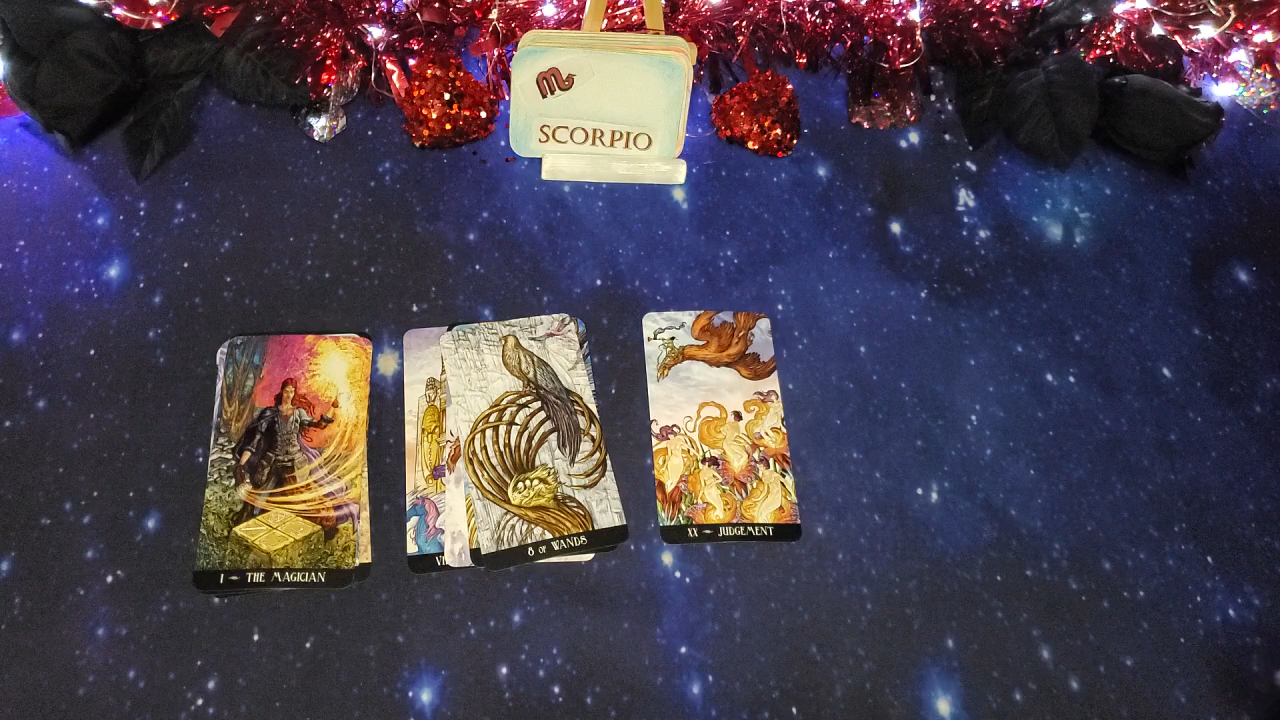 SCORPIO
I THE MAGICIAN
8 OF WANDS
XX JUDGEMENT